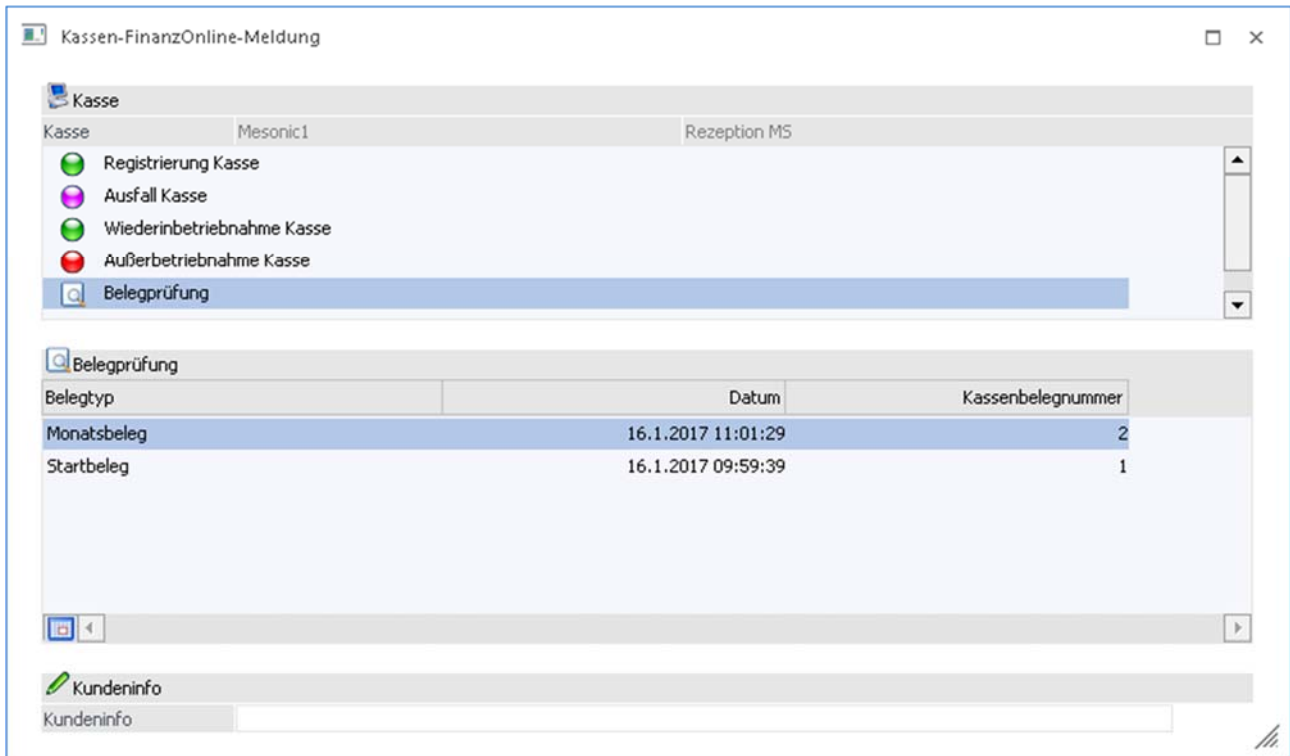 Kassen-FinanzOnline-Meldung
Kasse
Kasse Mesonic1 Rezeption MS
Registrierung Kasse
Ausfall Kasse
Wiederinbetriebnahme Kasse
Außerbetriebnahme Kasse
Belegprüfung
Belegprüfung
Belegtyp Datum Kassenbelegnummer
Monatsbeleg 16.1.2017 11:01:29 2
Startbeleg 16.1.2017 09:59:39 1
Kundeninfo
Kundeninfo